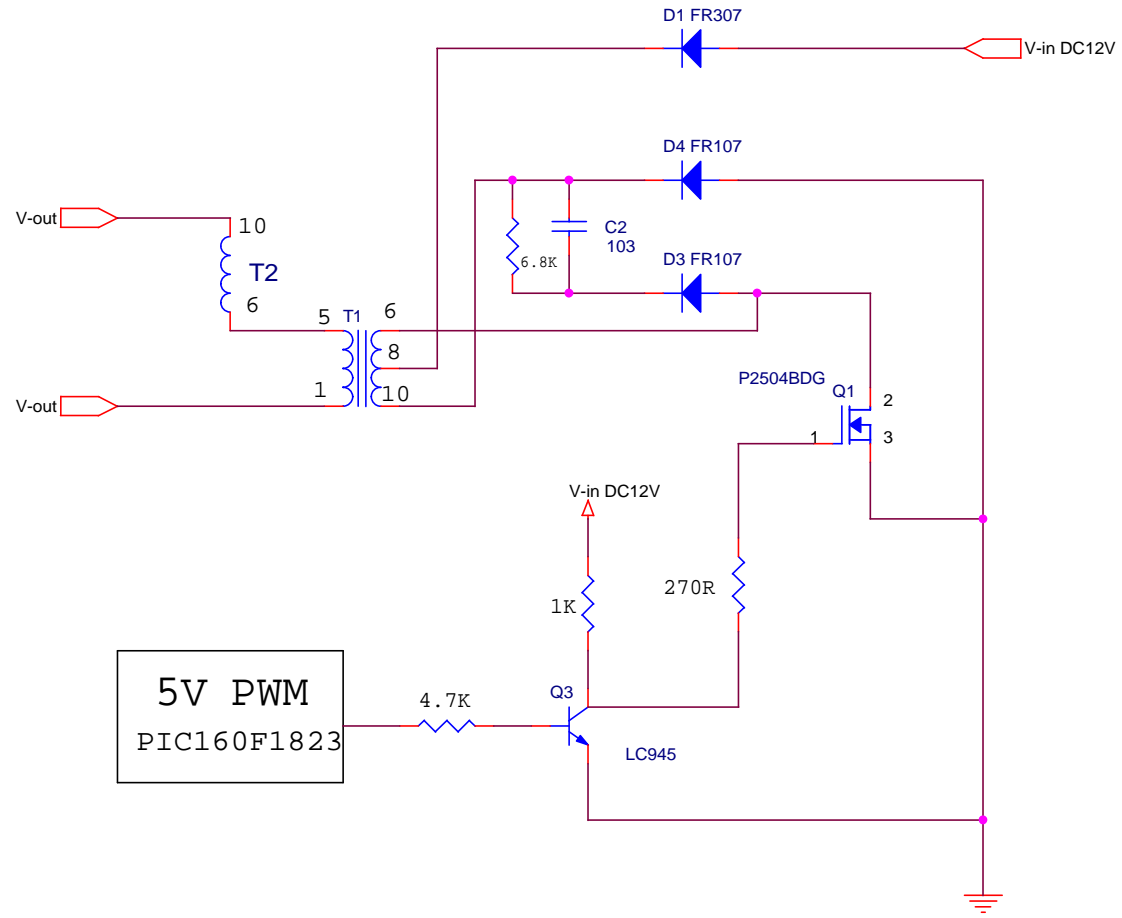 D1 FR307
V-in DC12V
D4 FR107
V-out
10
T2
6
C2
103
6.8K
D3 FR107
5
T1
6
8
1
10
V-out
P2504BDG
Q1
2
1
3
V-in DC12V
1K
270R
5V PWM
PIC160F1823
4.7K
Q3
LC945